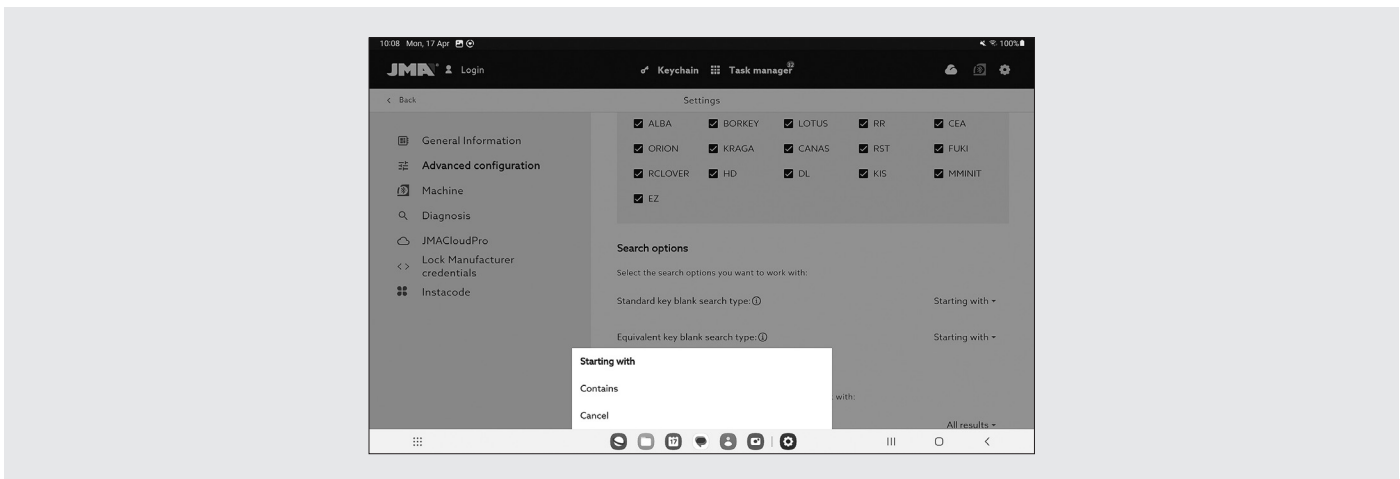 10:08 Mon, 17 Apr 100%
JMA Login Keychain Task manager 32
Back Settings
ALBA BORKEY LOTUS RR CEA
General Information
ORION KRAGA CANAS RST FUKI
Advanced configuration
RCLOVER HD DL KIS MMINIT
Machine
EZ
Diagnosis
JMACloudPro
Lock Manufacturer
credentials
Instacode
Search options
Select the search options you want to work with:
Standard key blank search type: Starting with
Equivalent key blank search type: Starting with
Starting with
Contains
with:
Cancel
All results
17